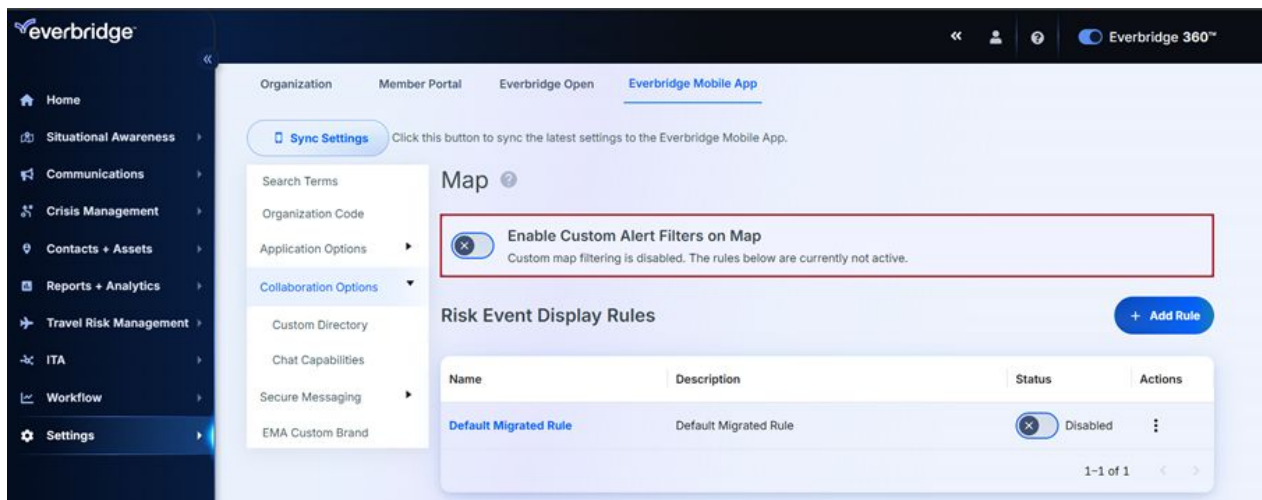 everbridge™
Everbridge 360™
Home
Situational Awareness
Communications
Crisis Management
Contacts + Assets
Reports + Analytics
Travel Risk Management
ITA
Workflow
Settings
Organization Member Portal Everbridge Open Everbridge Mobile App
Sync Settings Click this button to sync the latest settings to the Everbridge Mobile App.
Search Terms
Organization Code
Application Options
Collaboration Options
Custom Directory
Chat Capabilities
Secure Messaging
EMA Custom Brand
Map
Enable Custom Alert Filters on Map
Custom map filtering is disabled. The rules below are currently not active.
Risk Event Display Rules
+ Add Rule
Name Description Status Actions
Default Migrated Rule Default Migrated Rule Disabled
1-1 of 1